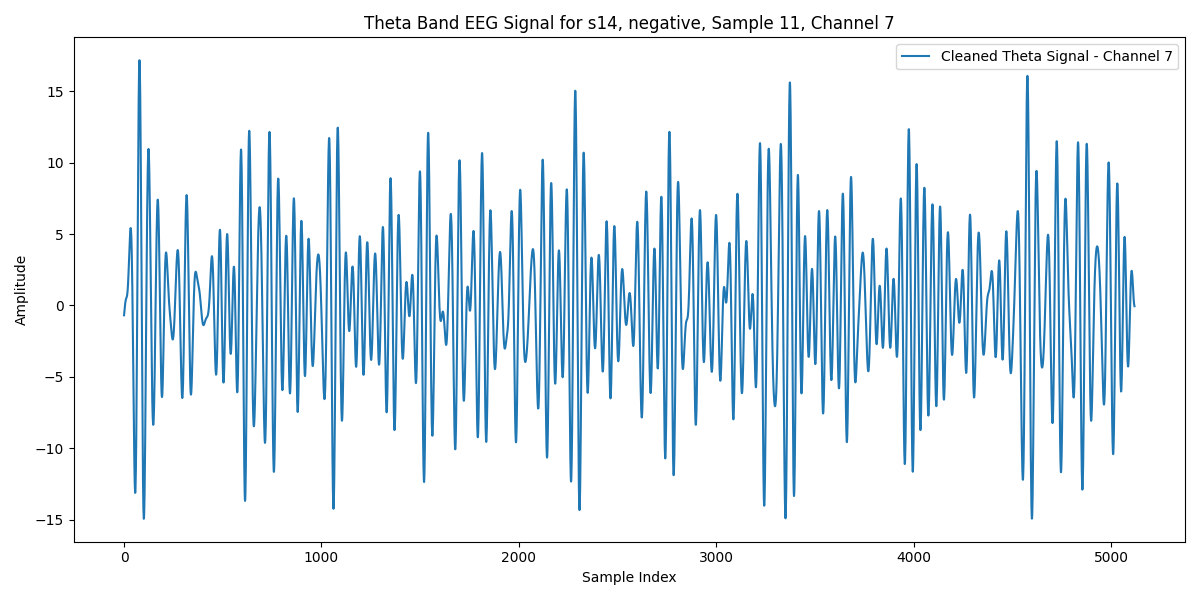 Theta Band EEG Signal for s14, negative, Sample 11, Channel 7
Cleaned Theta Signal - Channel 7
Amplitude
15
10
5
0
−5
−10
−15
0 1000 2000 3000 4000 5000
Sample Index